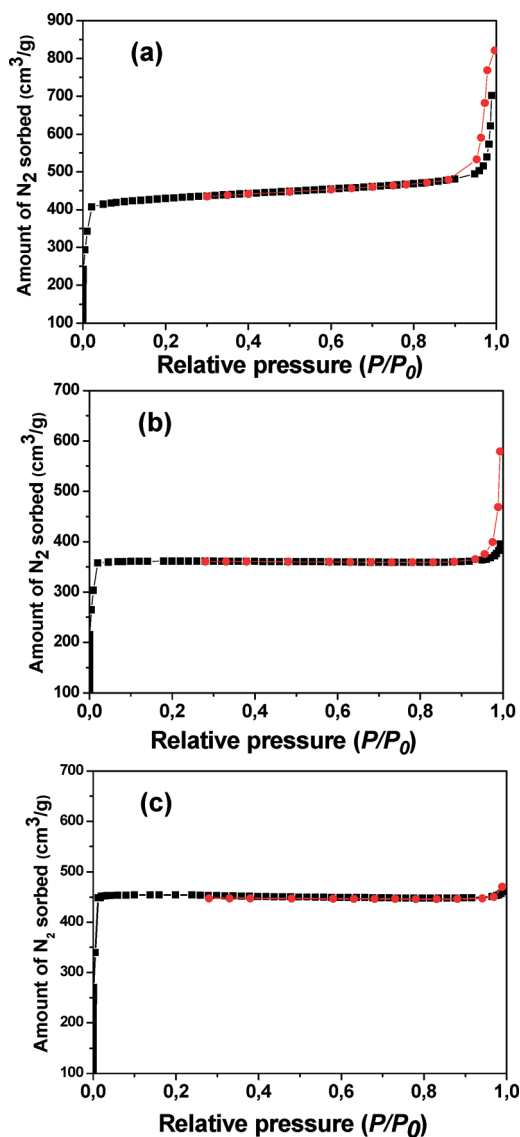 (a)
Amount of N2 sorbed (cm3/g)
900
800
700
600
500
400
300
200
100
0,0 0,2 0,4 0,6 0,8 1,0
Relative pressure (P/P0)
(b)
Amount of N2 sorbed (cm3/g)
700
600
500
400
300
200
100
0,0 0,2 0,4 0,6 0,8 1,0
Relative pressure (P/P0)
(c)
Amount of N2 sorbed (cm3/g)
700
600
500
400
300
200
100
0,0 0,2 0,4 0,6 0,8 1,0
Relative pressure (P/P0)